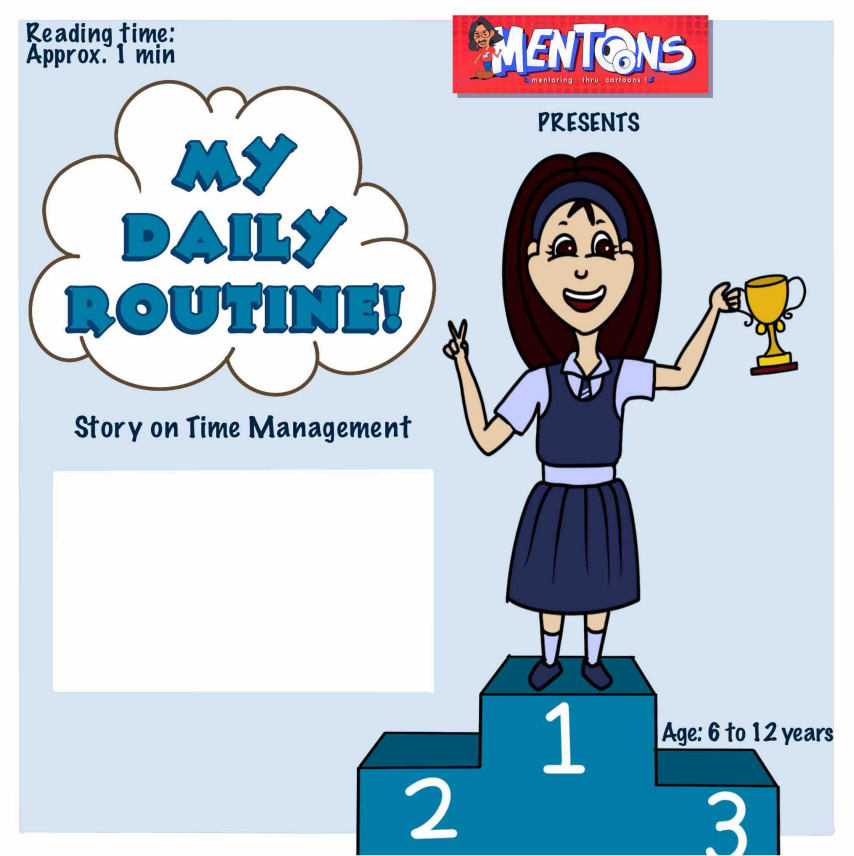 Reading time:
Approx. 1 min
MENTOONS
mentoring thru cartoons !
PRESENTS
MY
DAILY
ROUTINE!
Story on Time Management
Age: 6 to 12 years
1
2
3